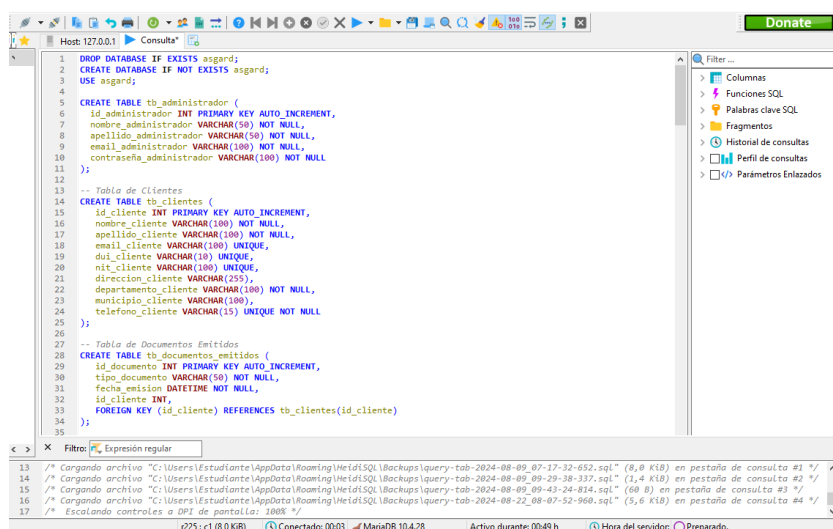 Donate
Host: 127.0.0.1 Consulta*
Filter ...
1 DROP DATABASE IF EXISTS asgard;
2 CREATE DATABASE IF NOT EXISTS asgard;
3 USE asgard;
4
5 CREATE TABLE tb_administrador (
6 id_administrador INT PRIMARY KEY AUTO_INCREMENT,
7 nombre_administrador VARCHAR(50) NOT NULL,
8 apellido_administrador VARCHAR(50) NOT NULL,
9 email_administrador VARCHAR(100) NOT NULL,
10 contraseña_administrador VARCHAR(100) NOT NULL
11 );
12
13 -- Tabla de Clientes
14 CREATE TABLE tb_clientes (
15 id_cliente INT PRIMARY KEY AUTO_INCREMENT,
16 nombre_cliente VARCHAR(100) NOT NULL,
17 apellido_cliente VARCHAR(100) NOT NULL,
18 email_cliente VARCHAR(100) UNIQUE,
19 dui_cliente VARCHAR(10) UNIQUE,
20 nit_cliente VARCHAR(100) UNIQUE,
21 direccion_cliente VARCHAR(255),
22 departamento_cliente VARCHAR(100) NOT NULL,
23 municipio_cliente VARCHAR(100),
24 telefono_cliente VARCHAR(15) UNIQUE NOT NULL
25 );
26
27 -- Tabla de Documentos Emitidos
28 CREATE TABLE tb_documentos_emitidos (
29 id_documento INT PRIMARY KEY AUTO_INCREMENT,
30 tipo_documento VARCHAR(50) NOT NULL,
31 fecha_emision DATETIME NOT NULL,
32 id_cliente INT,
33 FOREIGN KEY (id_cliente) REFERENCES tb_clientes(id_cliente)
34 );
35
Columnas
Funciones SQL
Palabras clave SQL
Fragmentos
Historial de consultas
Perfil de consultas
Parámetros Enlazados
Filtro: Expresión regular
13 /* Cargando archivo "C:\Users\Estudiante\AppData\Roaming\HeidiSQL\Backups\query-tab-2024-08-09_07-17-32-652.sql" (8,0 KiB) en pestaña de consulta #1 */
14 /* Cargando archivo "C:\Users\Estudiante\AppData\Roaming\HeidiSQL\Backups\query-tab-2024-08-09_09-29-38-337.sql" (1,4 KiB) en pestaña de consulta #2 */
15 /* Cargando archivo "C:\Users\Estudiante\AppData\Roaming\HeidiSQL\Backups\query-tab-2024-08-09_09-43-24-814.sql" (60 B) en pestaña de consulta #3 */
16 /* Cargando archivo "C:\Users\Estudiante\AppData\Roaming\HeidiSQL\Backups\query-tab-2024-08-22_08-07-52-960.sql" (5,6 KiB) en pestaña de consulta #4 */
17 /* Escalando controles a DPI de pantalla: 100% */
r225 : c1 (8,0 KiB) Conectado: 00:03 MariaDB 10.4.28 Activo durante: 00:49 h Hora del servidor: Preparado.